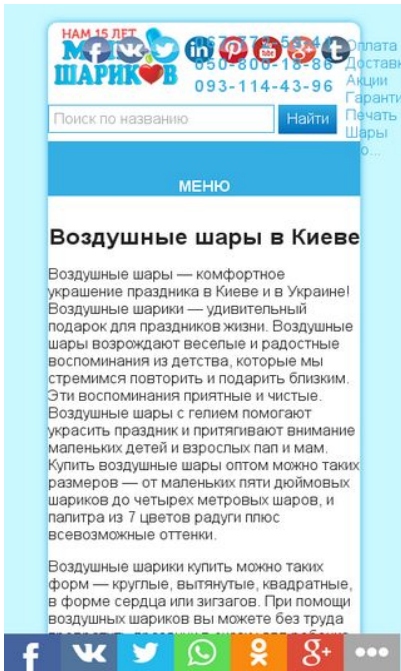 НАМ 15 ЛЕТ
ШАРИКОВ
050-800-18-86
093-114-43-96
Оплата
Доставк
Акции
Гаранти
Печать
Шары
Поиск по названию
Найти
МЕНЮ
Воздушные шары в Киеве
Воздушные шары — комфортное
украшение праздника в Киеве и в Украине!
Воздушные шарики — удивительный
подарок для праздников жизни. Воздушные
шары возрождают веселые и радостные
воспоминания из детства, которые мы
стремимся повторить и подарить близким.
Эти воспоминания приятные и чистые.
Воздушные шары с гелием помогают
украсить праздник и притягивают внимание
маленьких детей и взрослых пап и мам.
Купить воздушные шары оптом можно таких
размеров — от маленьких пяти дюймовых
шариков до четырех метровых шаров, и
палитра из 7 цветов радуги плюс
всевозможные оттенки.
Воздушные шарики купить можно таких
форм — круглые, вытянутые, квадратные,
в форме сердца или зигзагов. При помощи
воздушных шариков вы можете без труда